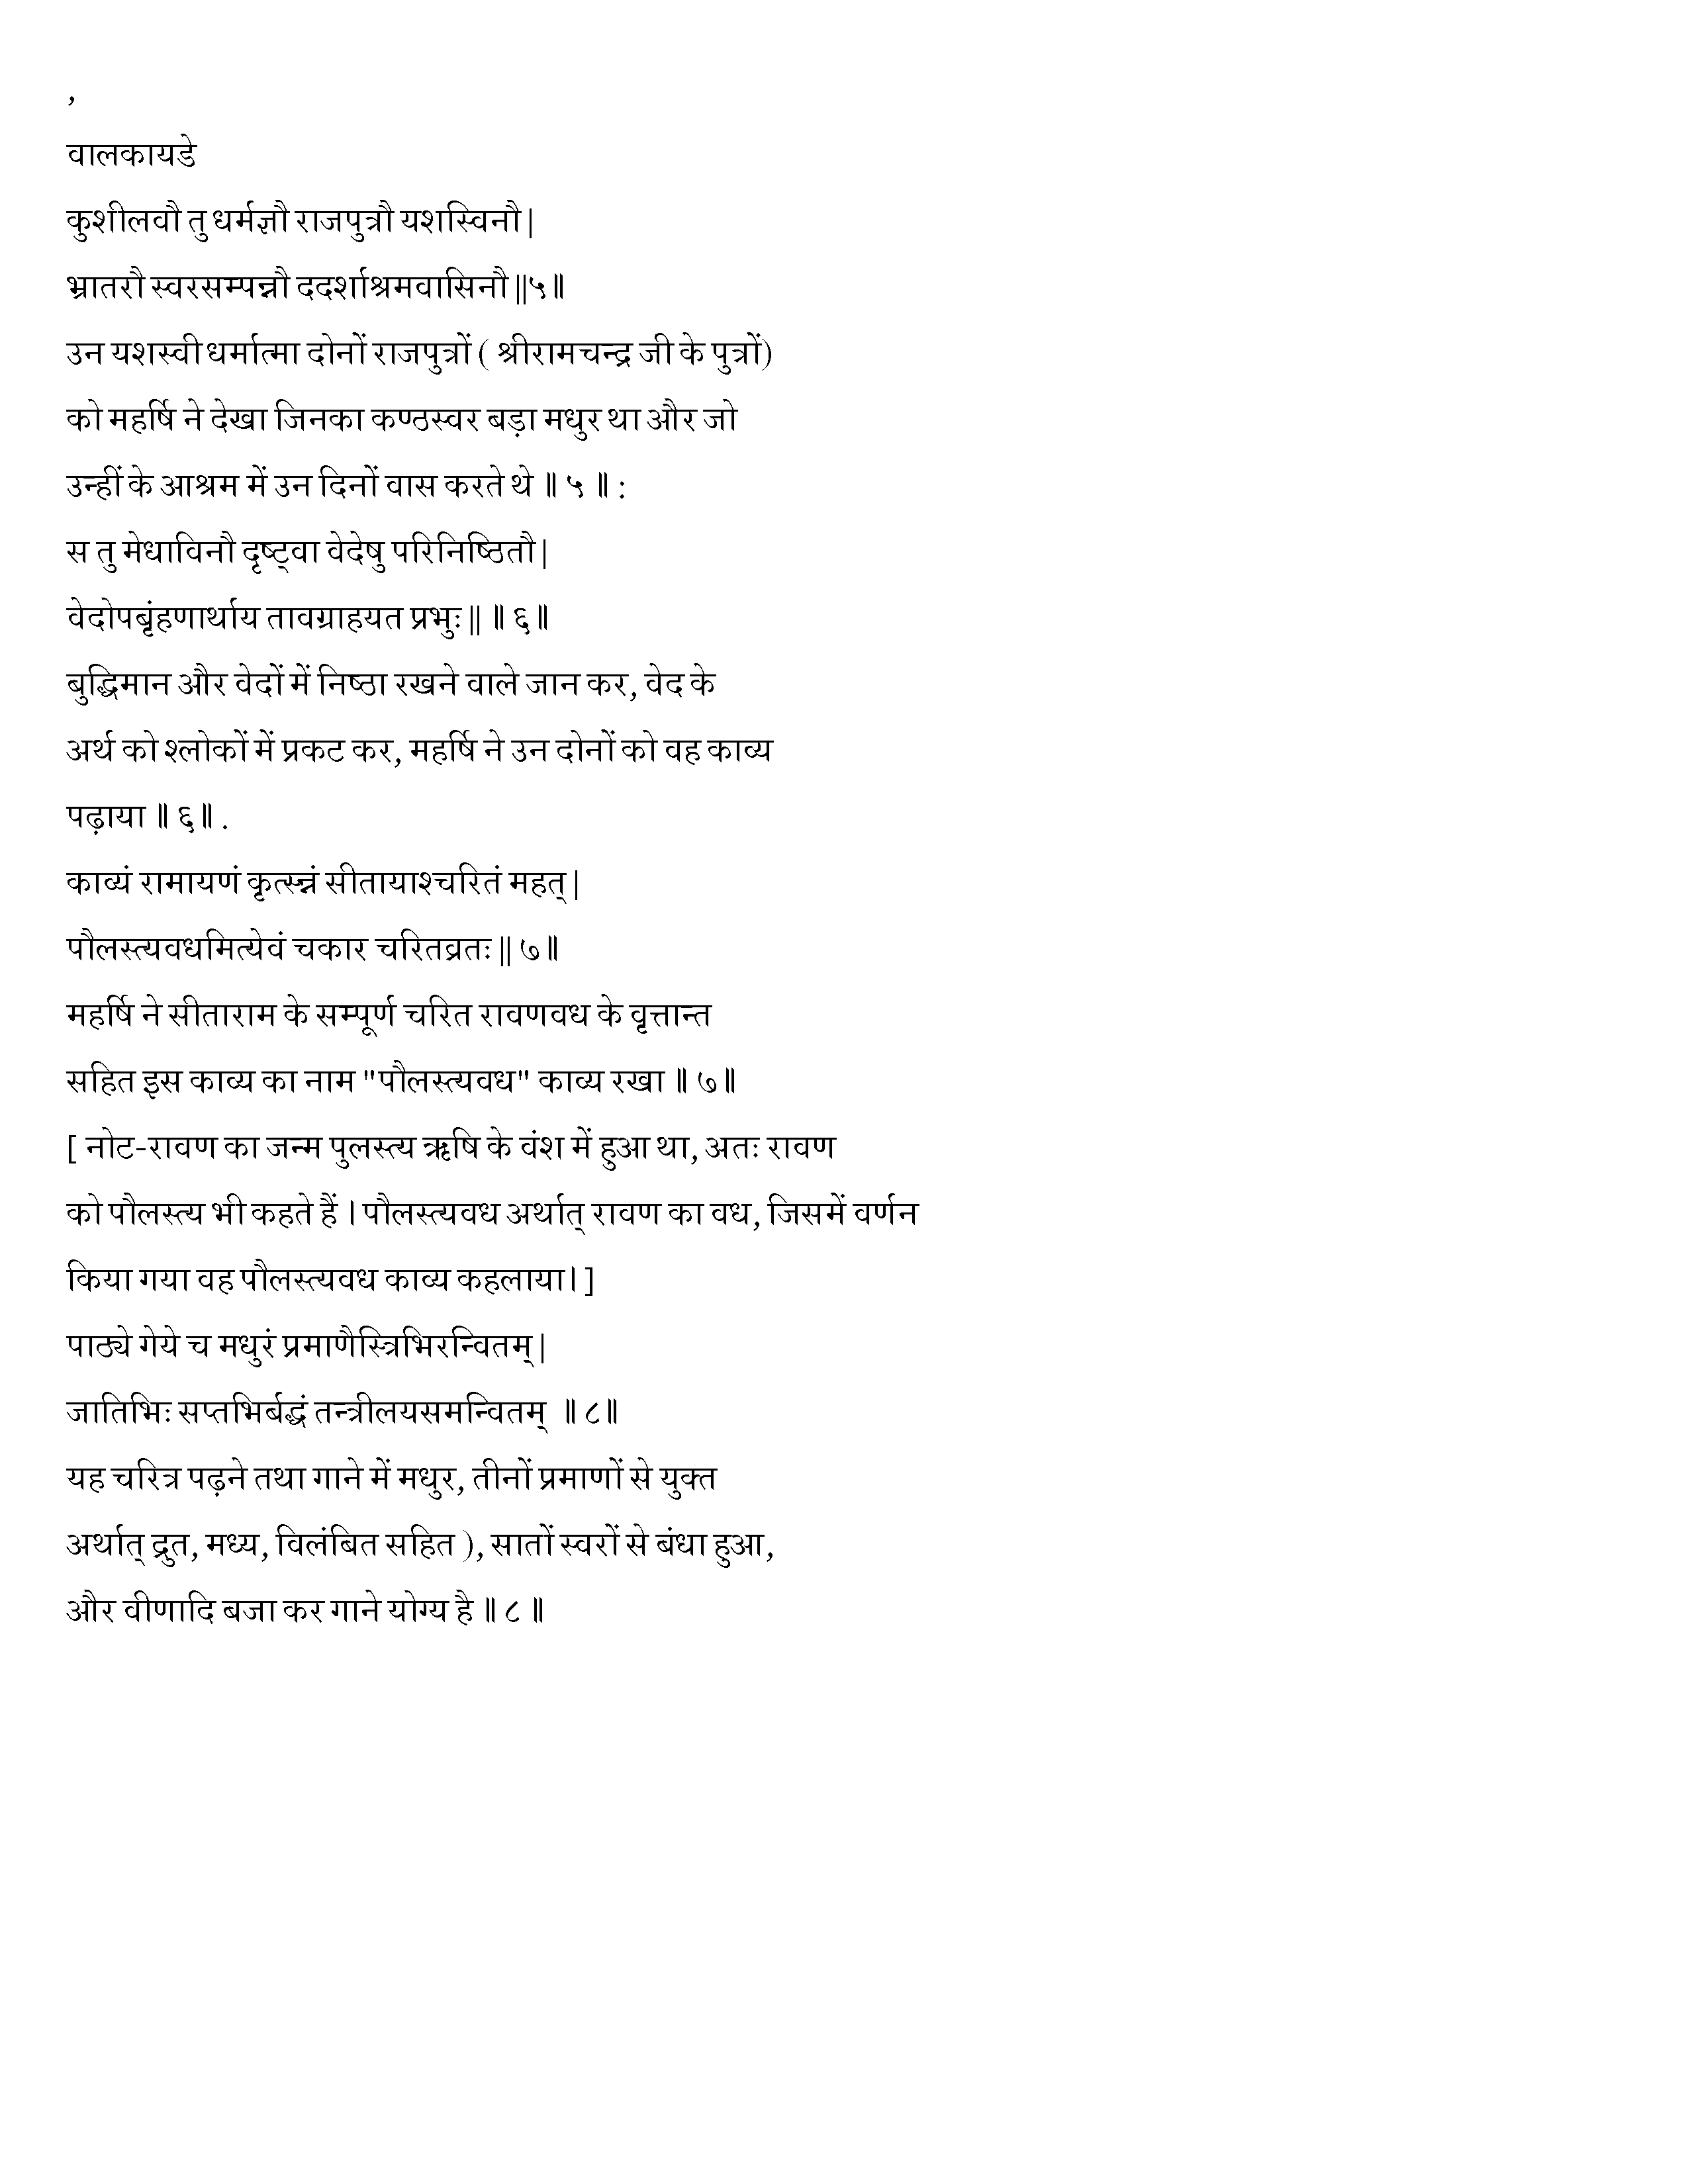 ,
वालकायडे
कुशीलवौ तु धर्मज्ञौ राजपुत्रौ यशस्विनौ|
भ्रातरौ स्वरसम्पन्नौ ददर्शाश्रमवासिनौ||५॥
उन यशस्वी धर्मात्मा दोनों राजपुत्रों ( श्रीरामचन्द्र जी के पुत्रों)
को महर्षि ने देखा जिनका कण्ठस्वर बड़ा मधुर था और जो
उन्हीं के आश्रम में उन दिनों वास करते थे ॥ ५ ॥ :
स तु मेधाविनौ दृष्ट्वा वेदेषु परिनिष्ठितौ|
वेदोपबृंहणार्थाय तावग्राहयत प्रभुः|| ॥ ६॥
बुद्धिमान और वेदों में निष्ठा रखने वाले जान कर, वेद के
अर्थ को श्लोकों में प्रकट कर, महर्षि ने उन दोनों को वह काव्य
पढ़ाया ॥ ६॥ .
काव्यं रामायणं कृत्स्न्नं सीतायाश्चरितं महत्|
पौलस्त्यवधमित्येवं चकार चरितव्रतः|| ७॥
महर्षि ने सीताराम के सम्पूर्ण चरित रावणवध के वृत्तान्त
सहित इस काव्य का नाम "पौलस्त्यवध" काव्य रखा ॥ ७॥
[ नोट-रावण का जन्म पुलस्त्य ऋषि के वंश में हुआ था, अतः रावण
को पौलस्त्य भी कहते हैं । पौलस्त्यवध अर्थात् रावण का वध, जिसमें वर्णन
किया गया वह पौलस्त्यवध काव्य कहलाया। ]
पाठ्ये गेये च मधुरं प्रमाणैस्त्रिभिरन्वितम्|
जातिभिः सप्तभिर्बद्धं तन्त्रीलयसमन्वितम् ॥ ८॥
यह चरित्र पढ़ने तथा गाने में मधुर, तीनों प्रमाणों से युक्त
अर्थात् द्रुत, मध्य, विलंबित सहित ), सातों स्वरों से बंधा हुआ,
और वीणादि बजा कर गाने योग्य है ॥ ८ ॥